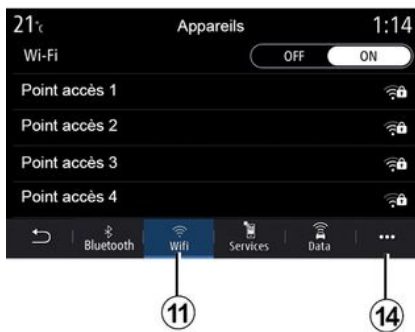 21°c Appareils 1:14
Wi-Fi OFF ON
Point accès 1
Point accès 2
Point accès 3
Point accès 4
Bluetooth Wifi Services Data
11 14